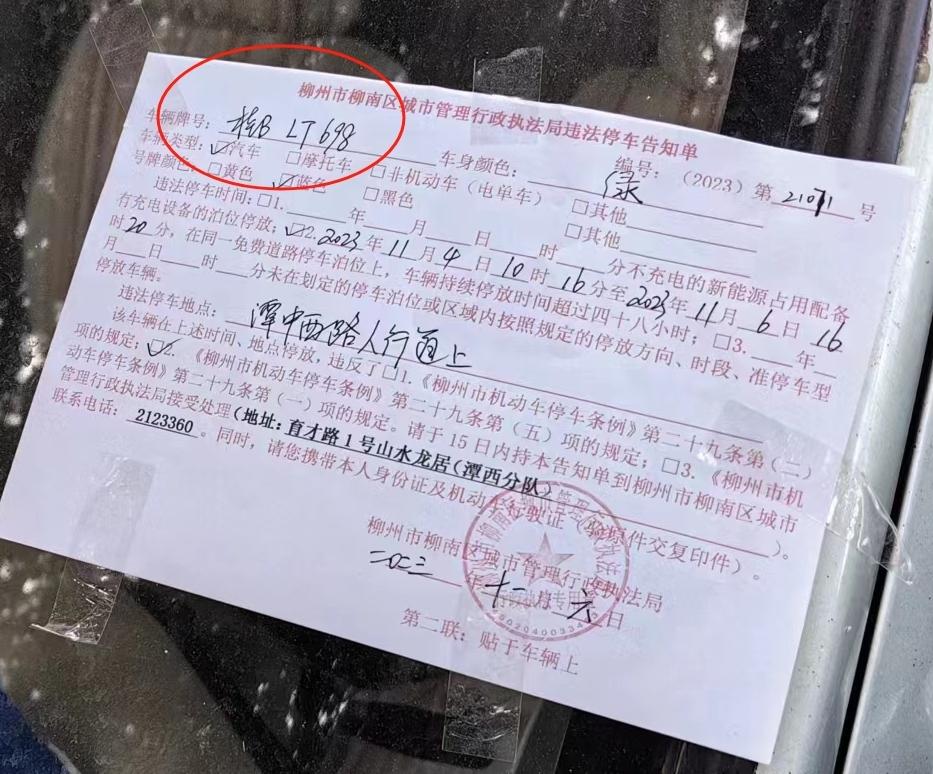 柳州市柳南区城市管理行政执法局违法停车告知单
编号：（2023）第 21071 号
车辆牌号：桂B LT698 车身颜色：绿
车辆类型：☑汽车 □摩托车 □非机动车（电单车） □其他
号牌颜色：□黄色 ☑蓝色 □黑色 □其他
违法停车时间：□1.____年____月____日____时____分不充电的新能源占用配备
有充电设备的泊位停放；☑2.2023年11月4日10时16分至2023年11月6日16
时20分，在同一免费道路停车泊位上，车辆持续停放时间超过四十八小时；□3.____年
____月____日____时____分未在划定的停车泊位或区域内按照规定的停放方向、时段、准停车型
停放车辆。
违法停车地点：潭中西路人行道上
该车辆在上述时间、地点停放，违反了□1.《柳州市机动车停车条例》第二十九条第（二）
项的规定；☑2.《柳州市机动车停车条例》第二十九条第（五）项的规定；□3.《柳州市机
动车停车条例》第二十九条第（一）项的规定。请于15日内持本告知单到柳州市柳南区城市
管理行政执法局接受处理（地址：育才路1号山水龙居（潭西分队）____）。
联系电话：2123360。同时，请您携带本人身份证及机动车行驶证（验原件交复印件）。
柳州市柳南区城市管理行政执法局
二〇二三年十一月六日
第二联：贴于车辆上